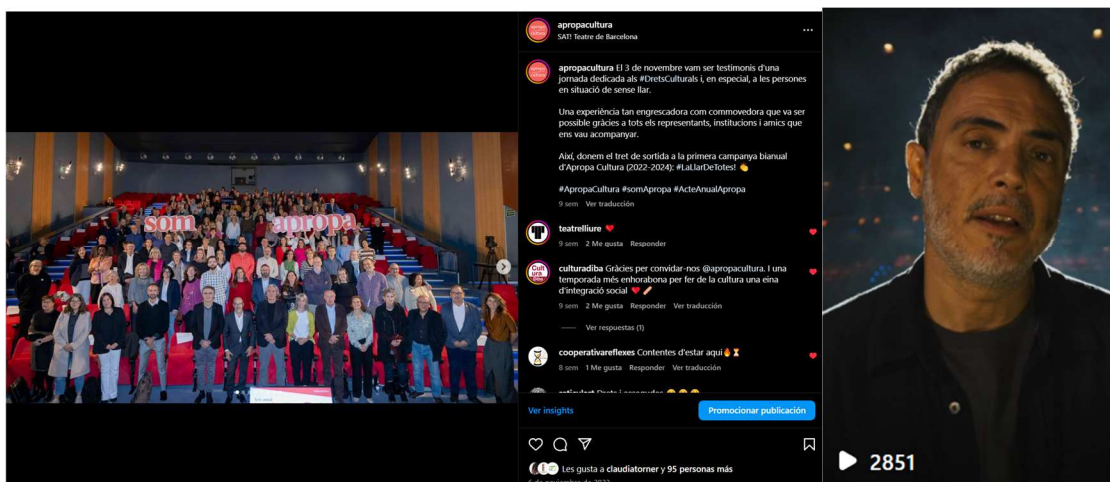 som apropa
apropacultura
SAT! Teatre de Barcelona
apropacultura El 3 de novembre vam ser testimonis d'una
jornada dedicada als #DretsCulturals i, en especial, a les persones
en situació de sense llar.
Una experiència tan engrescadora com commovedora que va ser
possible gràcies a tots els representants, institucions i amics que
ens vau acompanyar.
Així, donem el tret de sortida a la primera campanya bianual
d'Apropa Cultura (2022-2024): #LaLlarDeTotes! 👏
#ApropaCultura #somApropa #ActeAnualApropa
9 sem Ver traducción
teatrelliure ❤️
9 sem 2 Me gusta Responder
culturadiba Gràcies per convidar-nos @apropacultura. I una
temporada més enhorabona per fer de la cultura una eina
d'integració social ❤️
9 sem 2 Me gusta Responder Ver traducción
Ver respuestas (1)
cooperativareflexes Contentes d'estar aquí🔥⏳
8 sem 1 Me gusta Responder Ver traducción
Ver insights
Promocionar publicación
Les gusta a claudiatorner y 95 personas más
2851